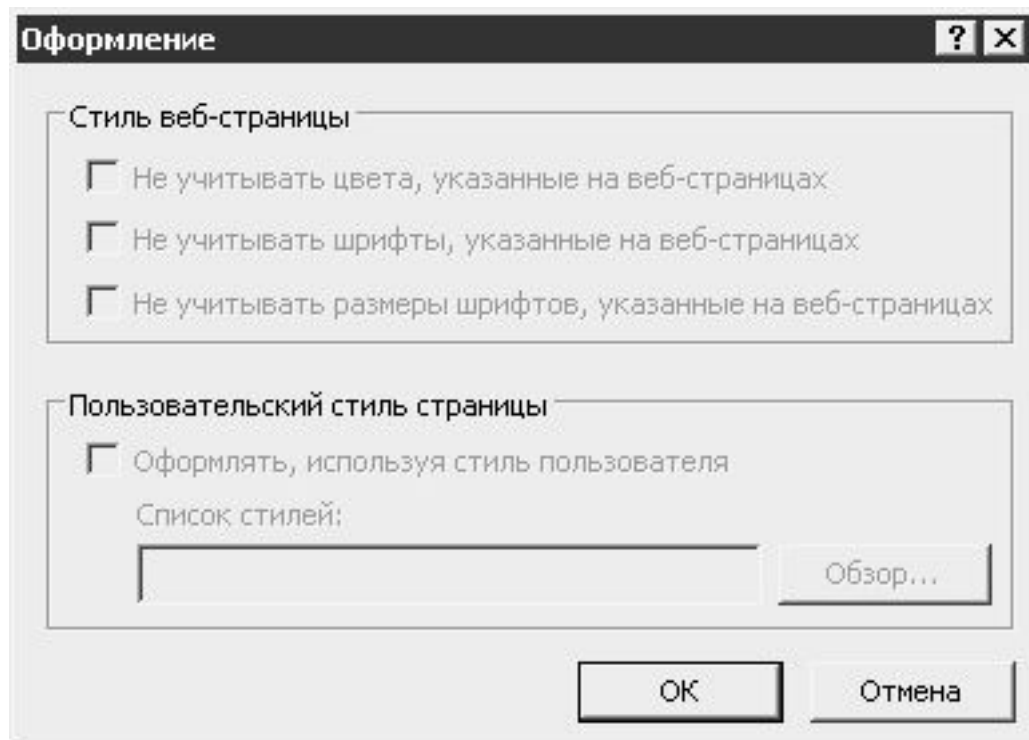 Оформление
Стиль веб-страницы
Не учитывать цвета, указанные на веб-страницах
Не учитывать шрифты, указанные на веб-страницах
Не учитывать размеры шрифтов, указанные на веб-страницах
Пользовательский стиль страницы
Оформлять, используя стиль пользователя
Список стилей:
Обзор...
ОК
Отмена